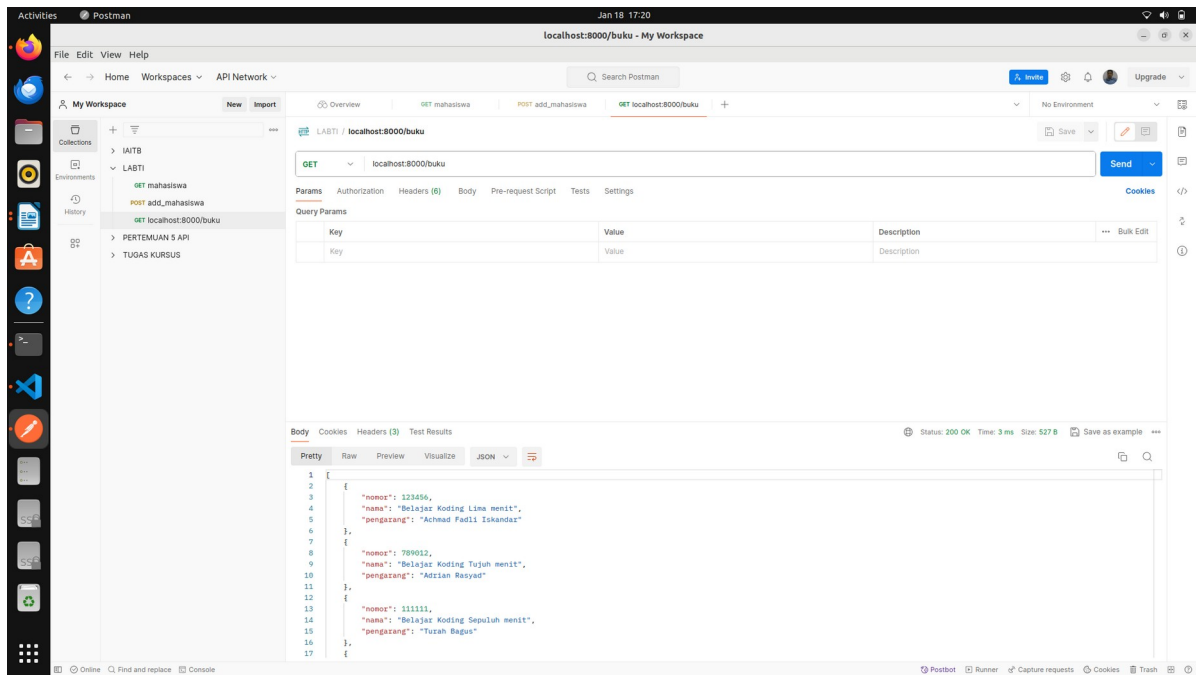 Activities Postman Jan 18 17:20
localhost:8000/buku - My Workspace
File Edit View Help
Home Workspaces API Network Search Postman Invite Upgrade
My Workspace New Import Overview GET mahasiswa POST add_mahasiswa GET localhost:8000/buku No Environment
Collections
Environments
History
IAITB
LABTI
GET mahasiswa
POST add_mahasiswa
GET localhost:8000/buku
PERTEMUAN 5 API
TUGAS KURSUS
HTTP LABTI / localhost:8000/buku Save
GET localhost:8000/buku Send
Params Authorization Headers (6) Body Pre-request Script Tests Settings Cookies
Query Params
Key Value Description Bulk Edit
Key Value Description
Body Cookies Headers (3) Test Results Status: 200 OK Time: 3 ms Size: 527 B Save as example
Pretty Raw Preview Visualize JSON
1 [
2 {
3 "nomor": 123456,
4 "nama": "Belajar Koding Lima menit",
5 "pengarang": "Achmad Fadli Iskandar"
6 },
7 {
8 "nomor": 789012,
9 "nama": "Belajar Koding Tujuh menit",
10 "pengarang": "Adrian Rasyad"
11 },
12 {
13 "nomor": 111111,
14 "nama": "Belajar Koding Sepuluh menit",
15 "pengarang": "Turah Bagus"
16 },
17 {
Online Find and replace Console Postbot Runner Capture requests Cookies Trash